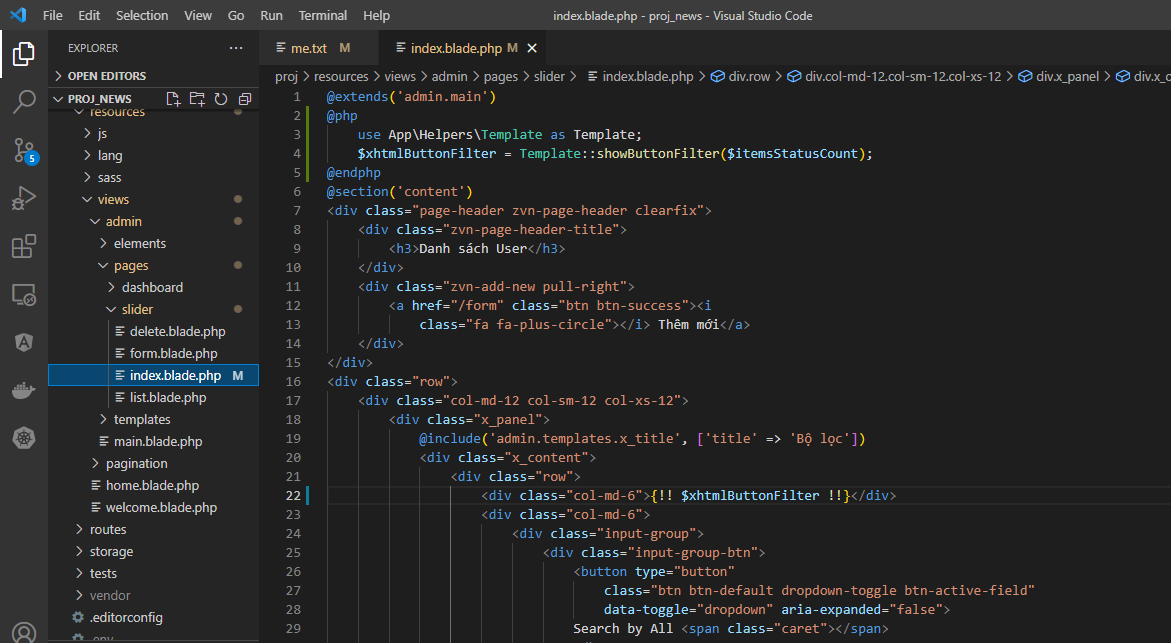 File Edit Selection View Go Run Terminal Help index.blade.php - proj_news - Visual Studio Code
EXPLORER ···
me.txt M
index.blade.php M
OPEN EDITORS
PROJ_NEWS
resources
js
lang
sass
views
admin
elements
pages
dashboard
slider
delete.blade.php
form.blade.php
index.blade.php M
list.blade.php
templates
main.blade.php
pagination
home.blade.php
welcome.blade.php
routes
storage
tests
vendor
.editorconfig
.env
5
proj > resources > views > admin > pages > slider > index.blade.php > div.row > div.col-md-12.col-sm-12.col-xs-12 > div.x_panel > div.x_c
1 @extends('admin.main')
2 @php
3 use App\Helpers\Template as Template;
4 $xhtmlButtonFilter = Template::showButtonFilter($itemsStatusCount);
5 @endphp
6 @section('content')
7 <div class="page-header zvn-page-header clearfix">
8 <div class="zvn-page-header-title">
9 <h3>Danh sách User</h3>
10 </div>
11 <div class="zvn-add-new pull-right">
12 <a href="/form" class="btn btn-success"><i
13 class="fa fa-plus-circle"></i> Thêm mới</a>
14 </div>
15 </div>
16 <div class="row">
17 <div class="col-md-12 col-sm-12 col-xs-12">
18 <div class="x_panel">
19 @include('admin.templates.x_title', ['title' => 'Bộ lọc'])
20 <div class="x_content">
21 <div class="row">
22 <div class="col-md-6">{!! $xhtmlButtonFilter !!}</div>
23 <div class="col-md-6">
24 <div class="input-group">
25 <div class="input-group-btn">
26 <button type="button"
27 class="btn btn-default dropdown-toggle btn-active-field"
28 data-toggle="dropdown" aria-expanded="false">
29 Search by All <span class="caret"></span>